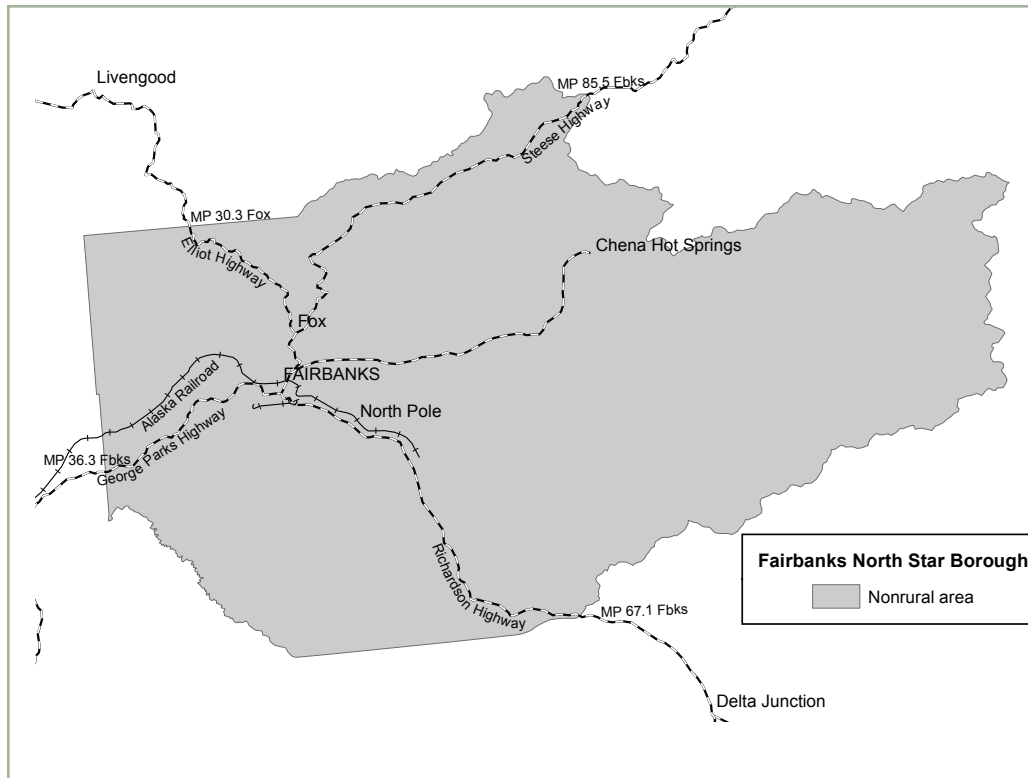 Livengood
MP 85.5 Fbks
Steese Highway
MP 30.3 Fox
Elliot Highway
Chena Hot Springs
Fox
FAIRBANKS
Alaska Railroad
North Pole
MP 36.3 Fbks
George Parks Highway
Richardson Highway
Fairbanks North Star Borough
Nonrural area
MP 67.1 Fbks
Delta Junction